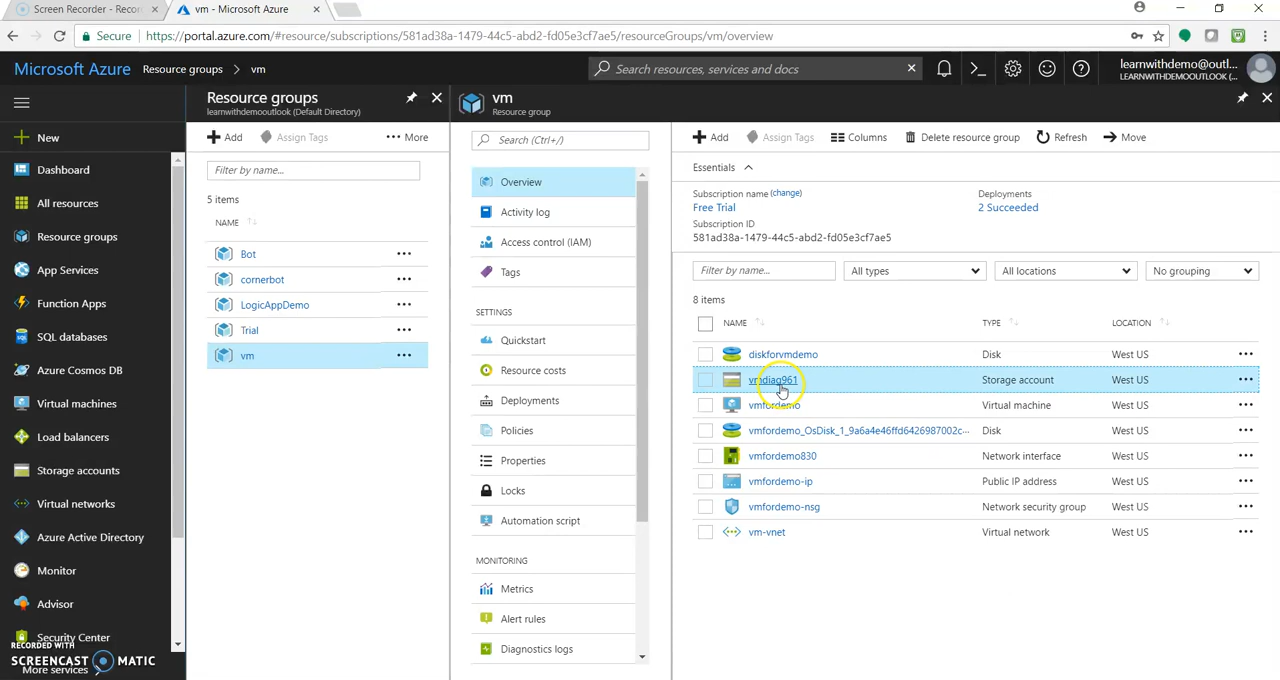 Screen Recorder - Record
vm - Microsoft Azure
Secure
https://portal.azure.com/#resource/subscriptions/581ad38a-1479-44c5-abd2-fd05e3cf7ae5/resourceGroups/vm/overview
Microsoft Azure
Resource groups > vm
Search resources, services and docs
learnwithdemo@outl...
LEARNWITHDEMOOUTLOOK (...
New
Dashboard
All resources
Resource groups
App Services
Function Apps
SQL databases
Azure Cosmos DB
Virtual machines
Load balancers
Storage accounts
Virtual networks
Azure Active Directory
Monitor
Advisor
Security Center
More services
RECORDED WITH
SCREENCAST MATIC
Resource groups
learnwithdemooutlook (Default Directory)
Add
Assign Tags
More
Filter by name...
5 items
NAME
Bot
cornerbot
LogicAppDemo
Trial
vm
vm
Resource group
Search (Ctrl+/)
Overview
Activity log
Access control (IAM)
Tags
SETTINGS
Quickstart
Resource costs
Deployments
Policies
Properties
Locks
Automation script
MONITORING
Metrics
Alert rules
Diagnostics logs
Add
Assign Tags
Columns
Delete resource group
Refresh
Move
Essentials
Subscription name (change)
Free Trial
Deployments
2 Succeeded
Subscription ID
581ad38a-1479-44c5-abd2-fd05e3cf7ae5
Filter by name...
All types
All locations
No grouping
8 items
NAME TYPE LOCATION
diskforvmdemo Disk West US
vmdiag961 Storage account West US
vmfordemo Virtual machine West US
vmfordemo_OsDisk_1_9a6a4e46ffd6426987002c... Disk West US
vmfordemo830 Network interface West US
vmfordemo-ip Public IP address West US
vmfordemo-nsg Network security group West US
vm-vnet Virtual network West US